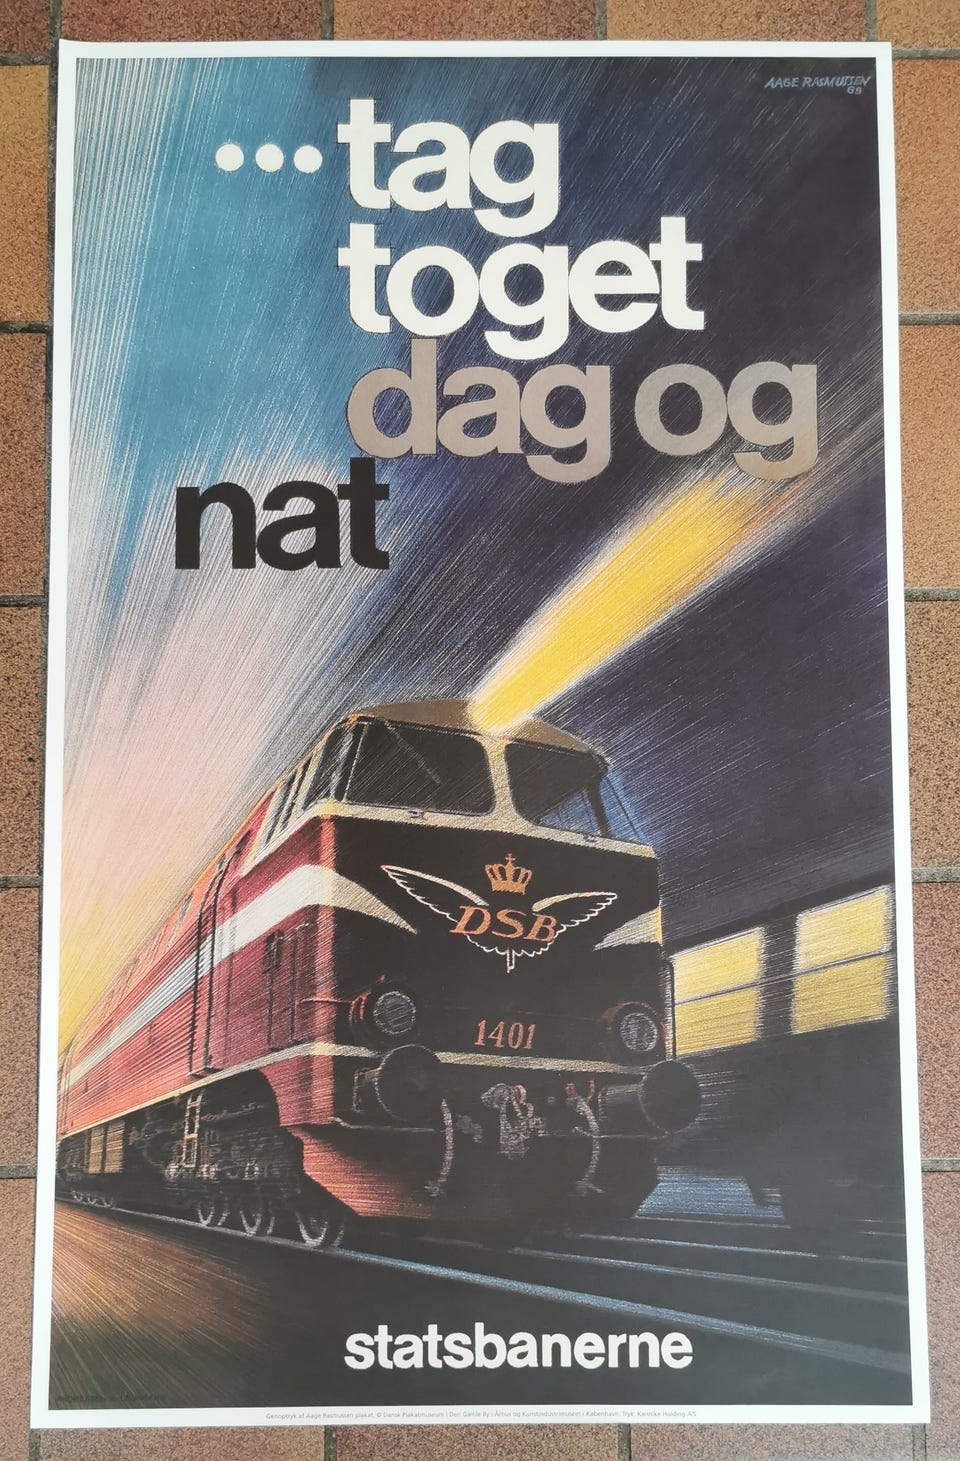 AAGE RASMUSSEN
69
...tag
toget
dag og
nat
DSB
1401
statsbanerne
Genoptryk af Aage Rasmussen plakat. © Dansk Plakatmuseum i Den Gamle By i Århus og Kunstindustrimuseet i København. Tryk: Kannike Holding A/S